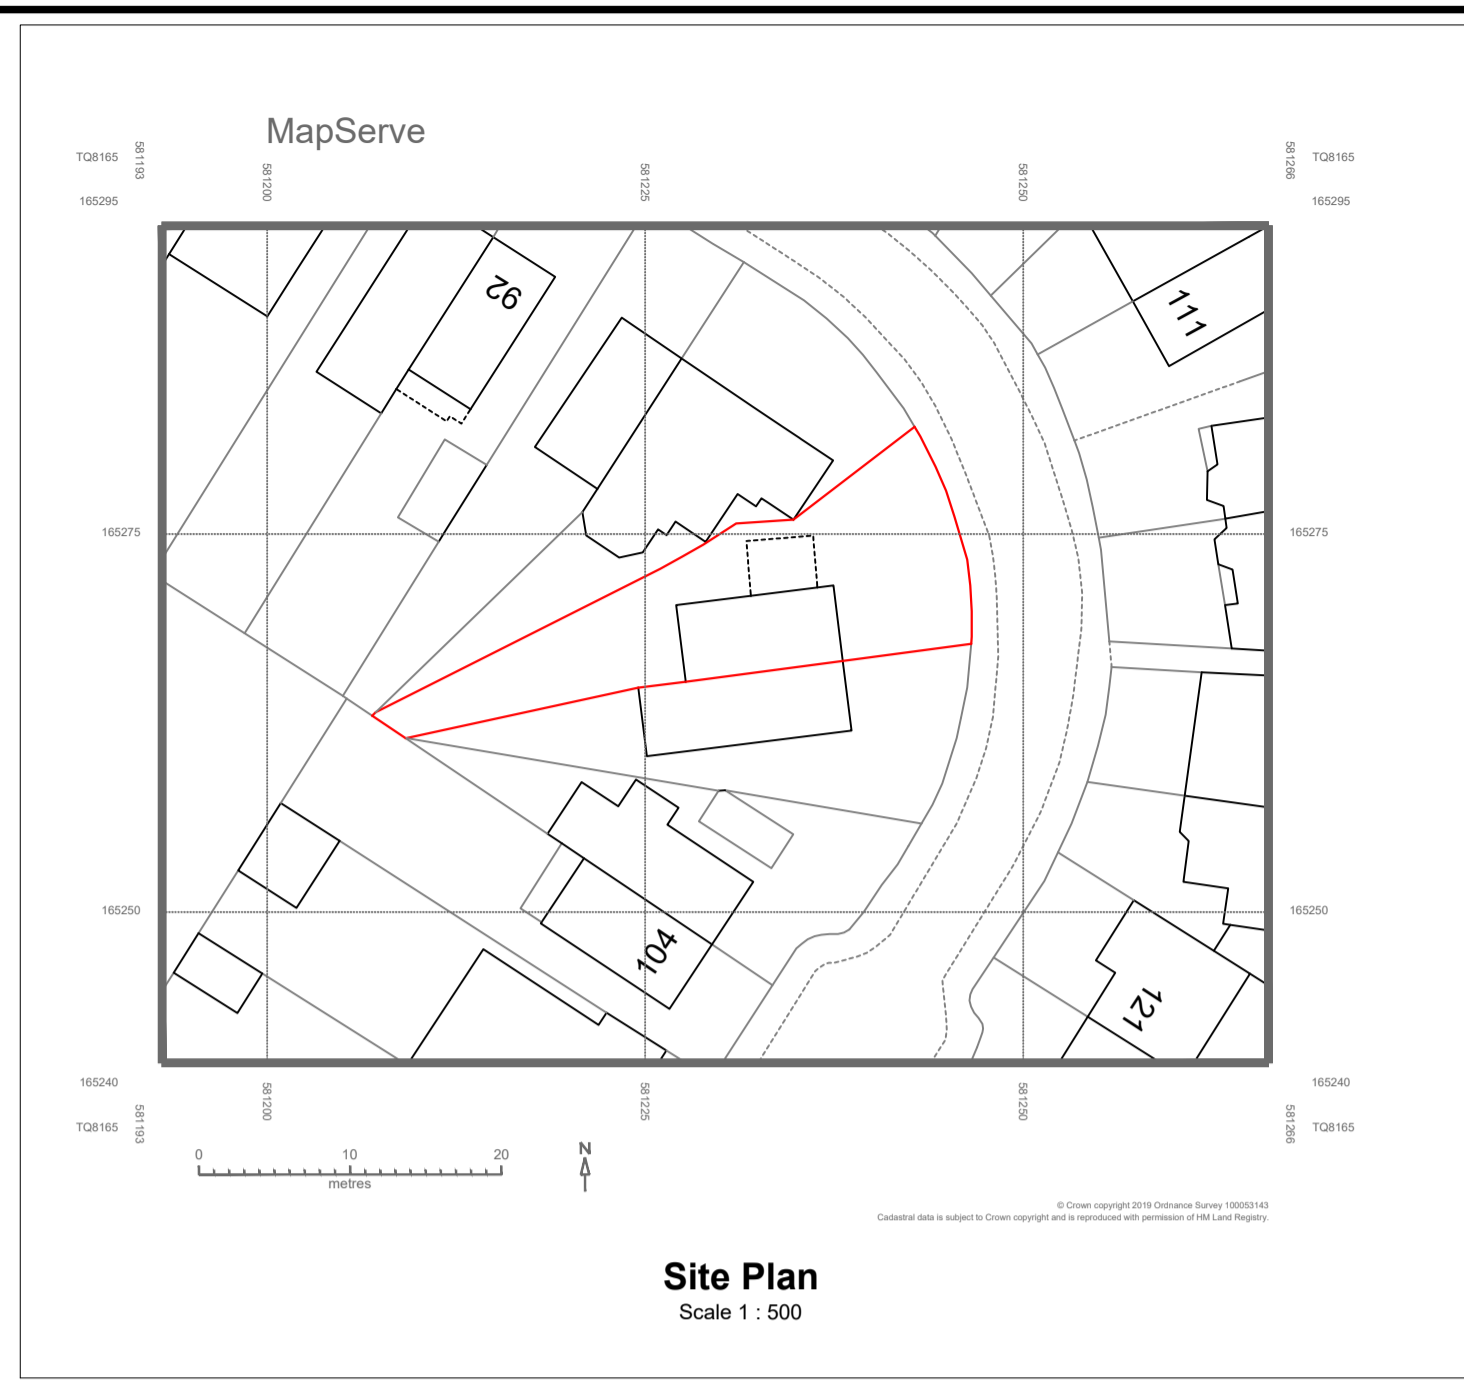 MapServe
TQ8165
581193
581200
581225
581250
581266
TQ8165
165295
165295
92
111
165275
165275
165250
165250
104
121
165240
165240
TQ8165
581193
581200
581225
581250
581266
TQ8165
0 10 20
metres
N
© Crown copyright 2019 Ordnance Survey 100053143
Cadastral data is subject to Crown copyright and is reproduced with permission of HM Land Registry.
Site Plan
Scale 1 : 500